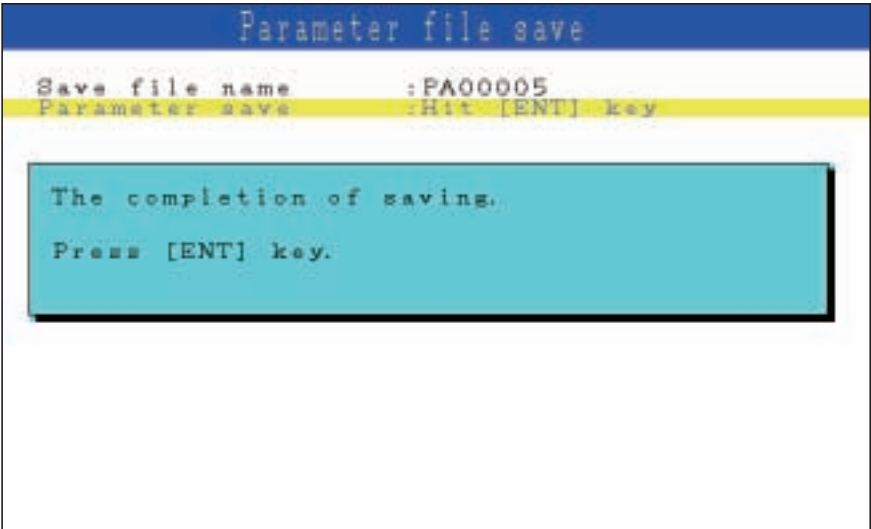 Parameter file save
Save file name :PA00005
Parameter save :Hit [ENT] key
The completion of saving.
Press [ENT] key.